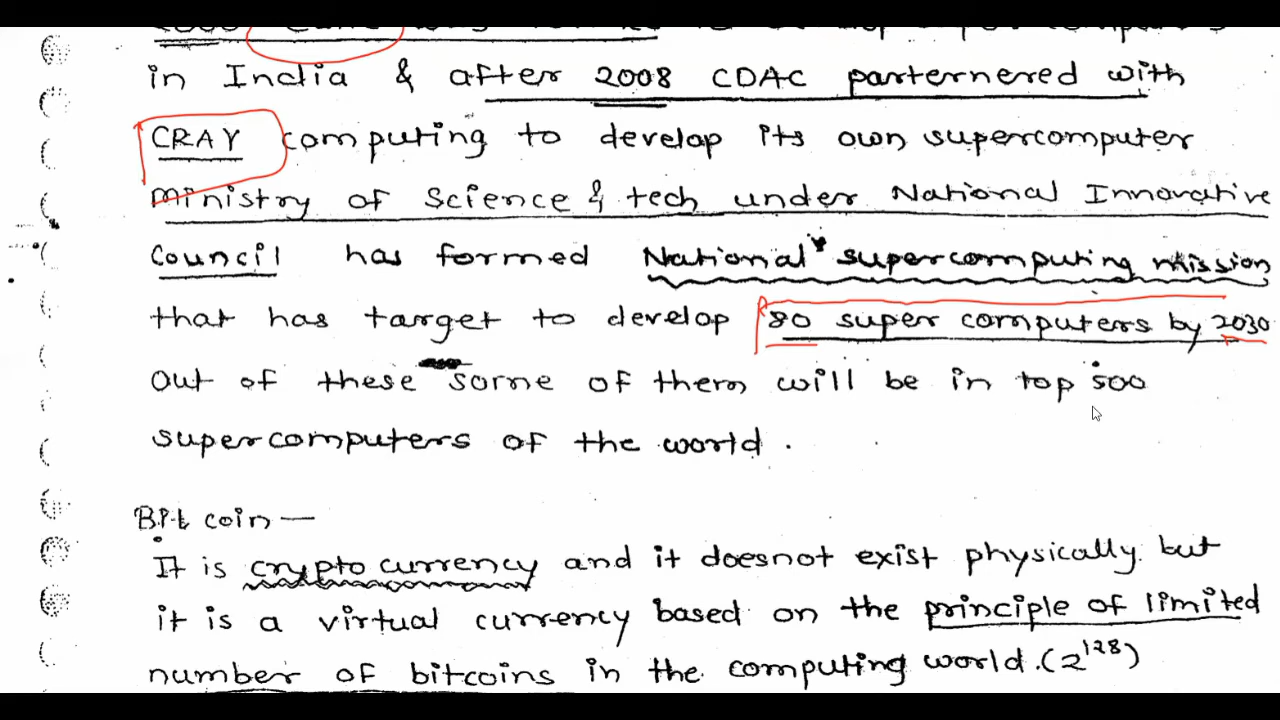 in India & after 2008 CDAC parternered with
CRAY computing to develop its own supercomputer
Ministry of Science & tech under National Innovative
Council has formed National supercomputing mission
that has target to develop 80 super computers by 2030
Out of these some of them will be in top 500
supercomputers of the world.
Bit coin —
It is crypto currency and it doesnot exist physically but
it is a virtual currency based on the principle of limited
number of bitcoins in the computing world. (2^128)